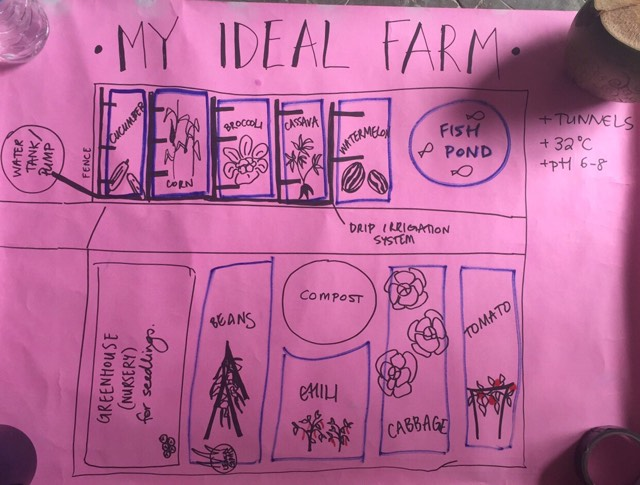 • MY IDEAL FARM •
WATER
TANK/
PUMP
FENCE
CUCUMBER
CORN
BROCCOLI
CASSAVA
WATERMELON
FISH
POND
+ TUNNELS
+ 32°C
+ pH 6-8
DRIP IRRIGATION
SYSTEM
GREENHOUSE
(NURSERY)
for seedlings.
BEANS
COMPOST
CHILI
CABBAGE
TOMATO